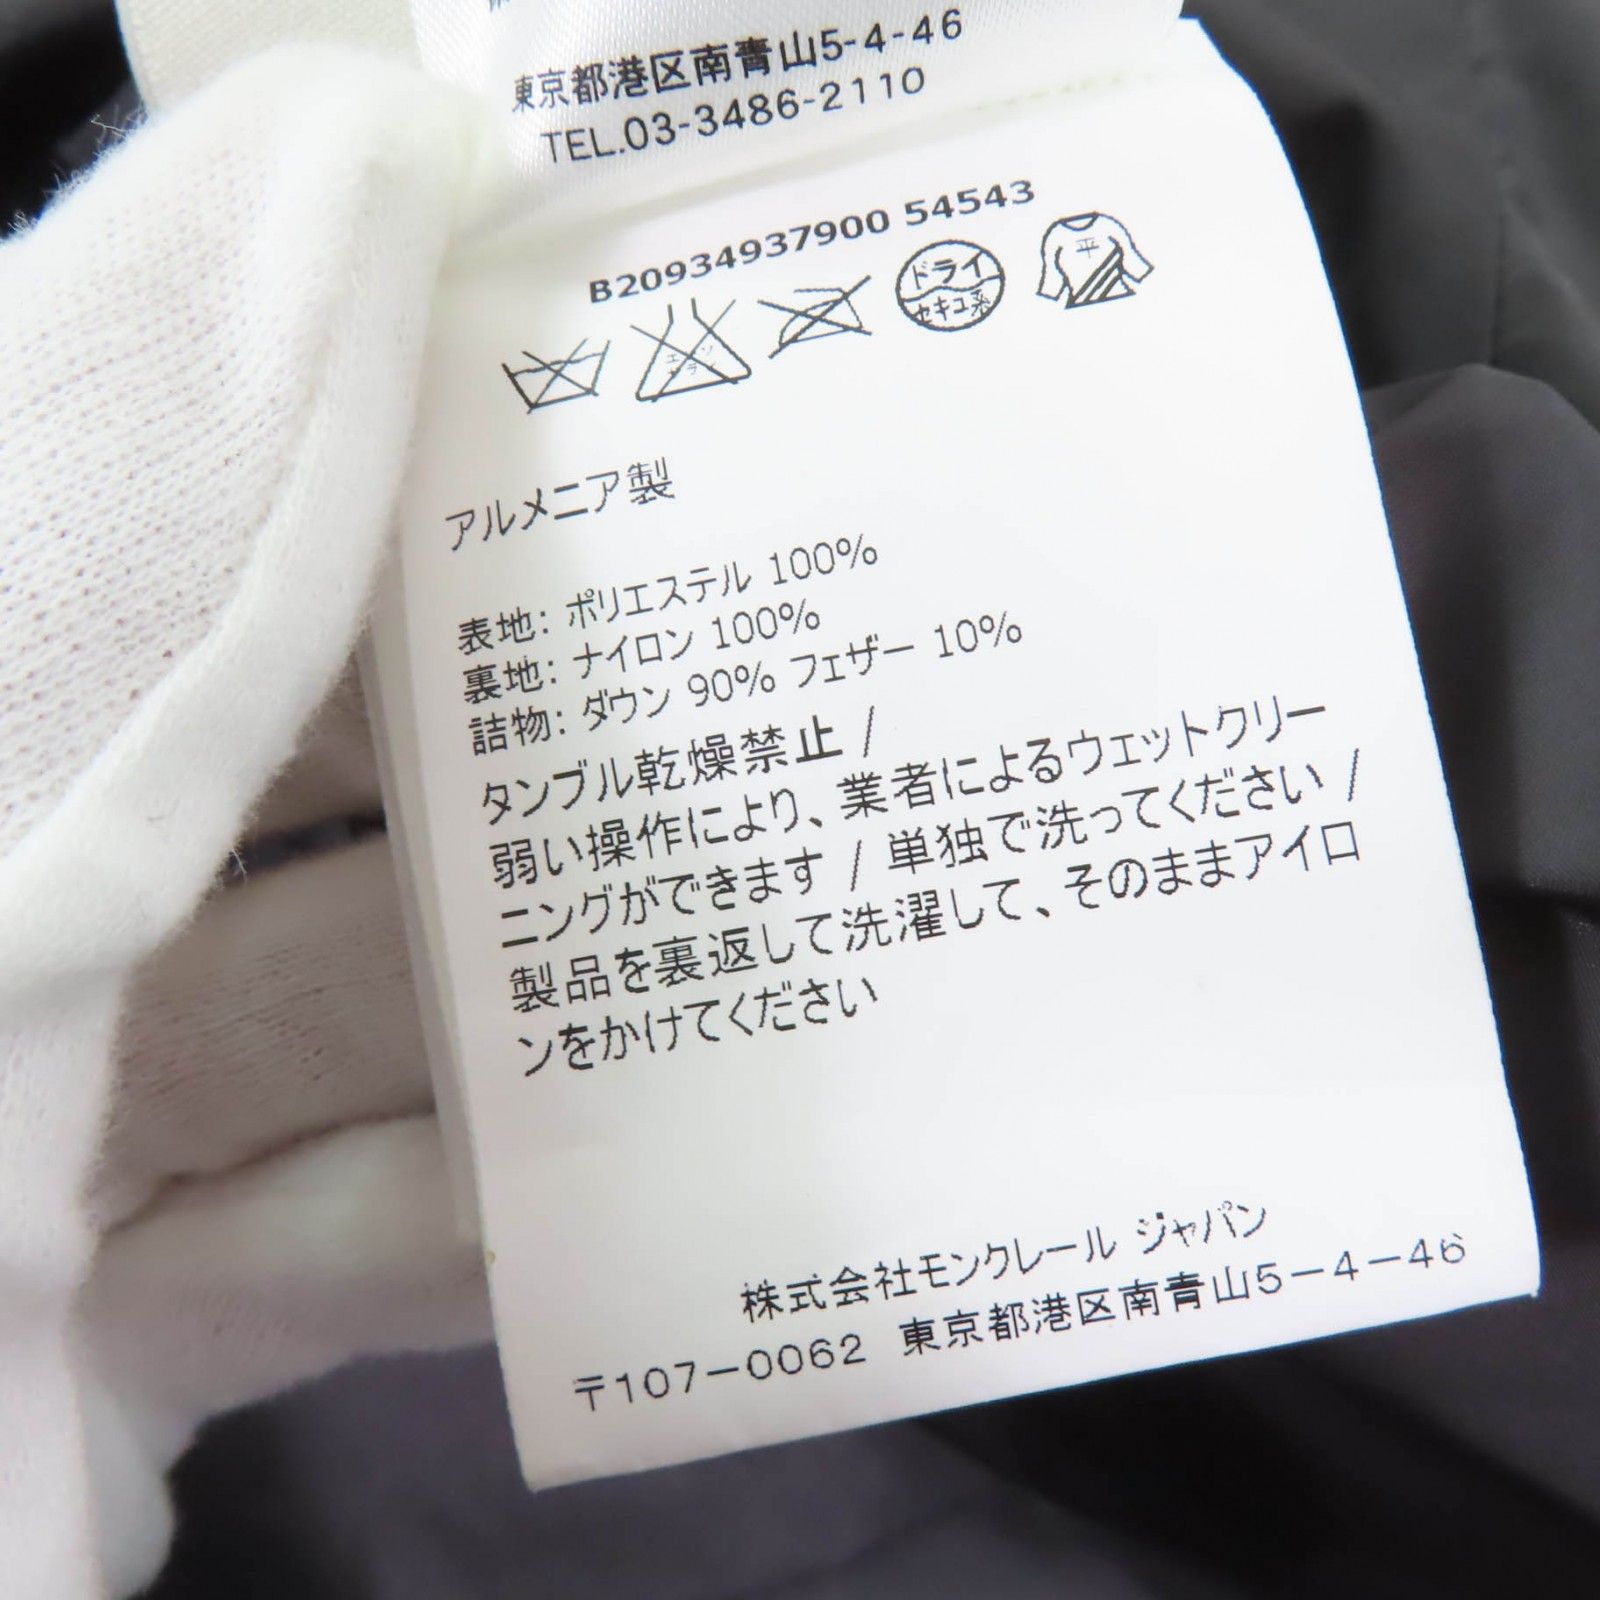 東京都港区南青山5-4-46
TEL.03-3486-2110
B20934937900 54543
エンソ
サラ
ドライ
セキユ系
平
アルメニア製
表地: ポリエステル 100%
裏地: ナイロン 100%
詰物: ダウン 90% フェザー 10%
タンブル乾燥禁止 /
弱い操作により、業者によるウェットクリー
ニングができます / 単独で洗ってください /
製品を裏返して洗濯して、そのままアイロ
ンをかけてください
株式会社モンクレール ジャパン
〒107-0062 東京都港区南青山5-4-46